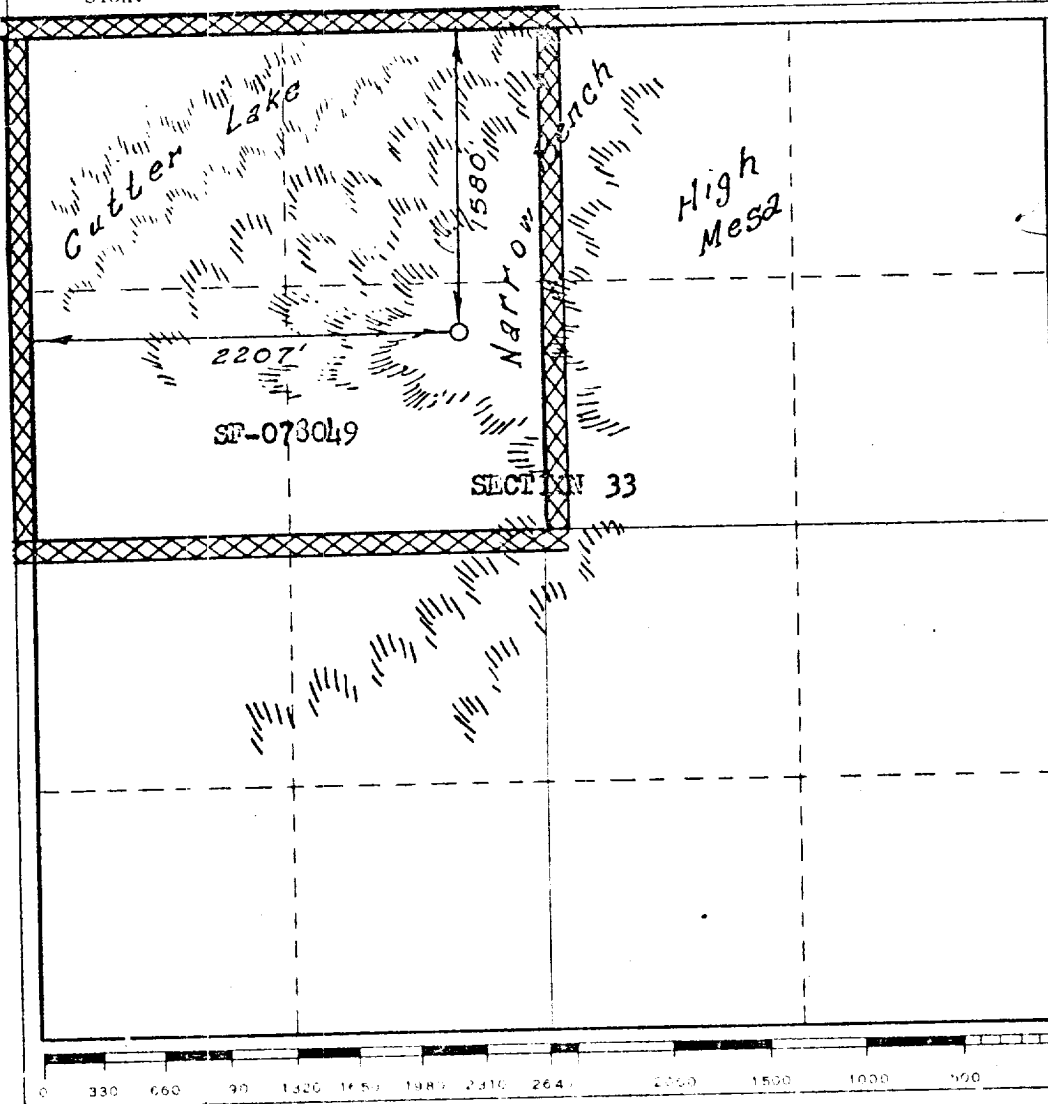 Cutter Lake
1580'
Narrow Bench
High
Mesa
2207'
SF-078049
SECTION 33
0 330 660 90 1320 1650 1980 2310 2640 2000 1500 1000 500